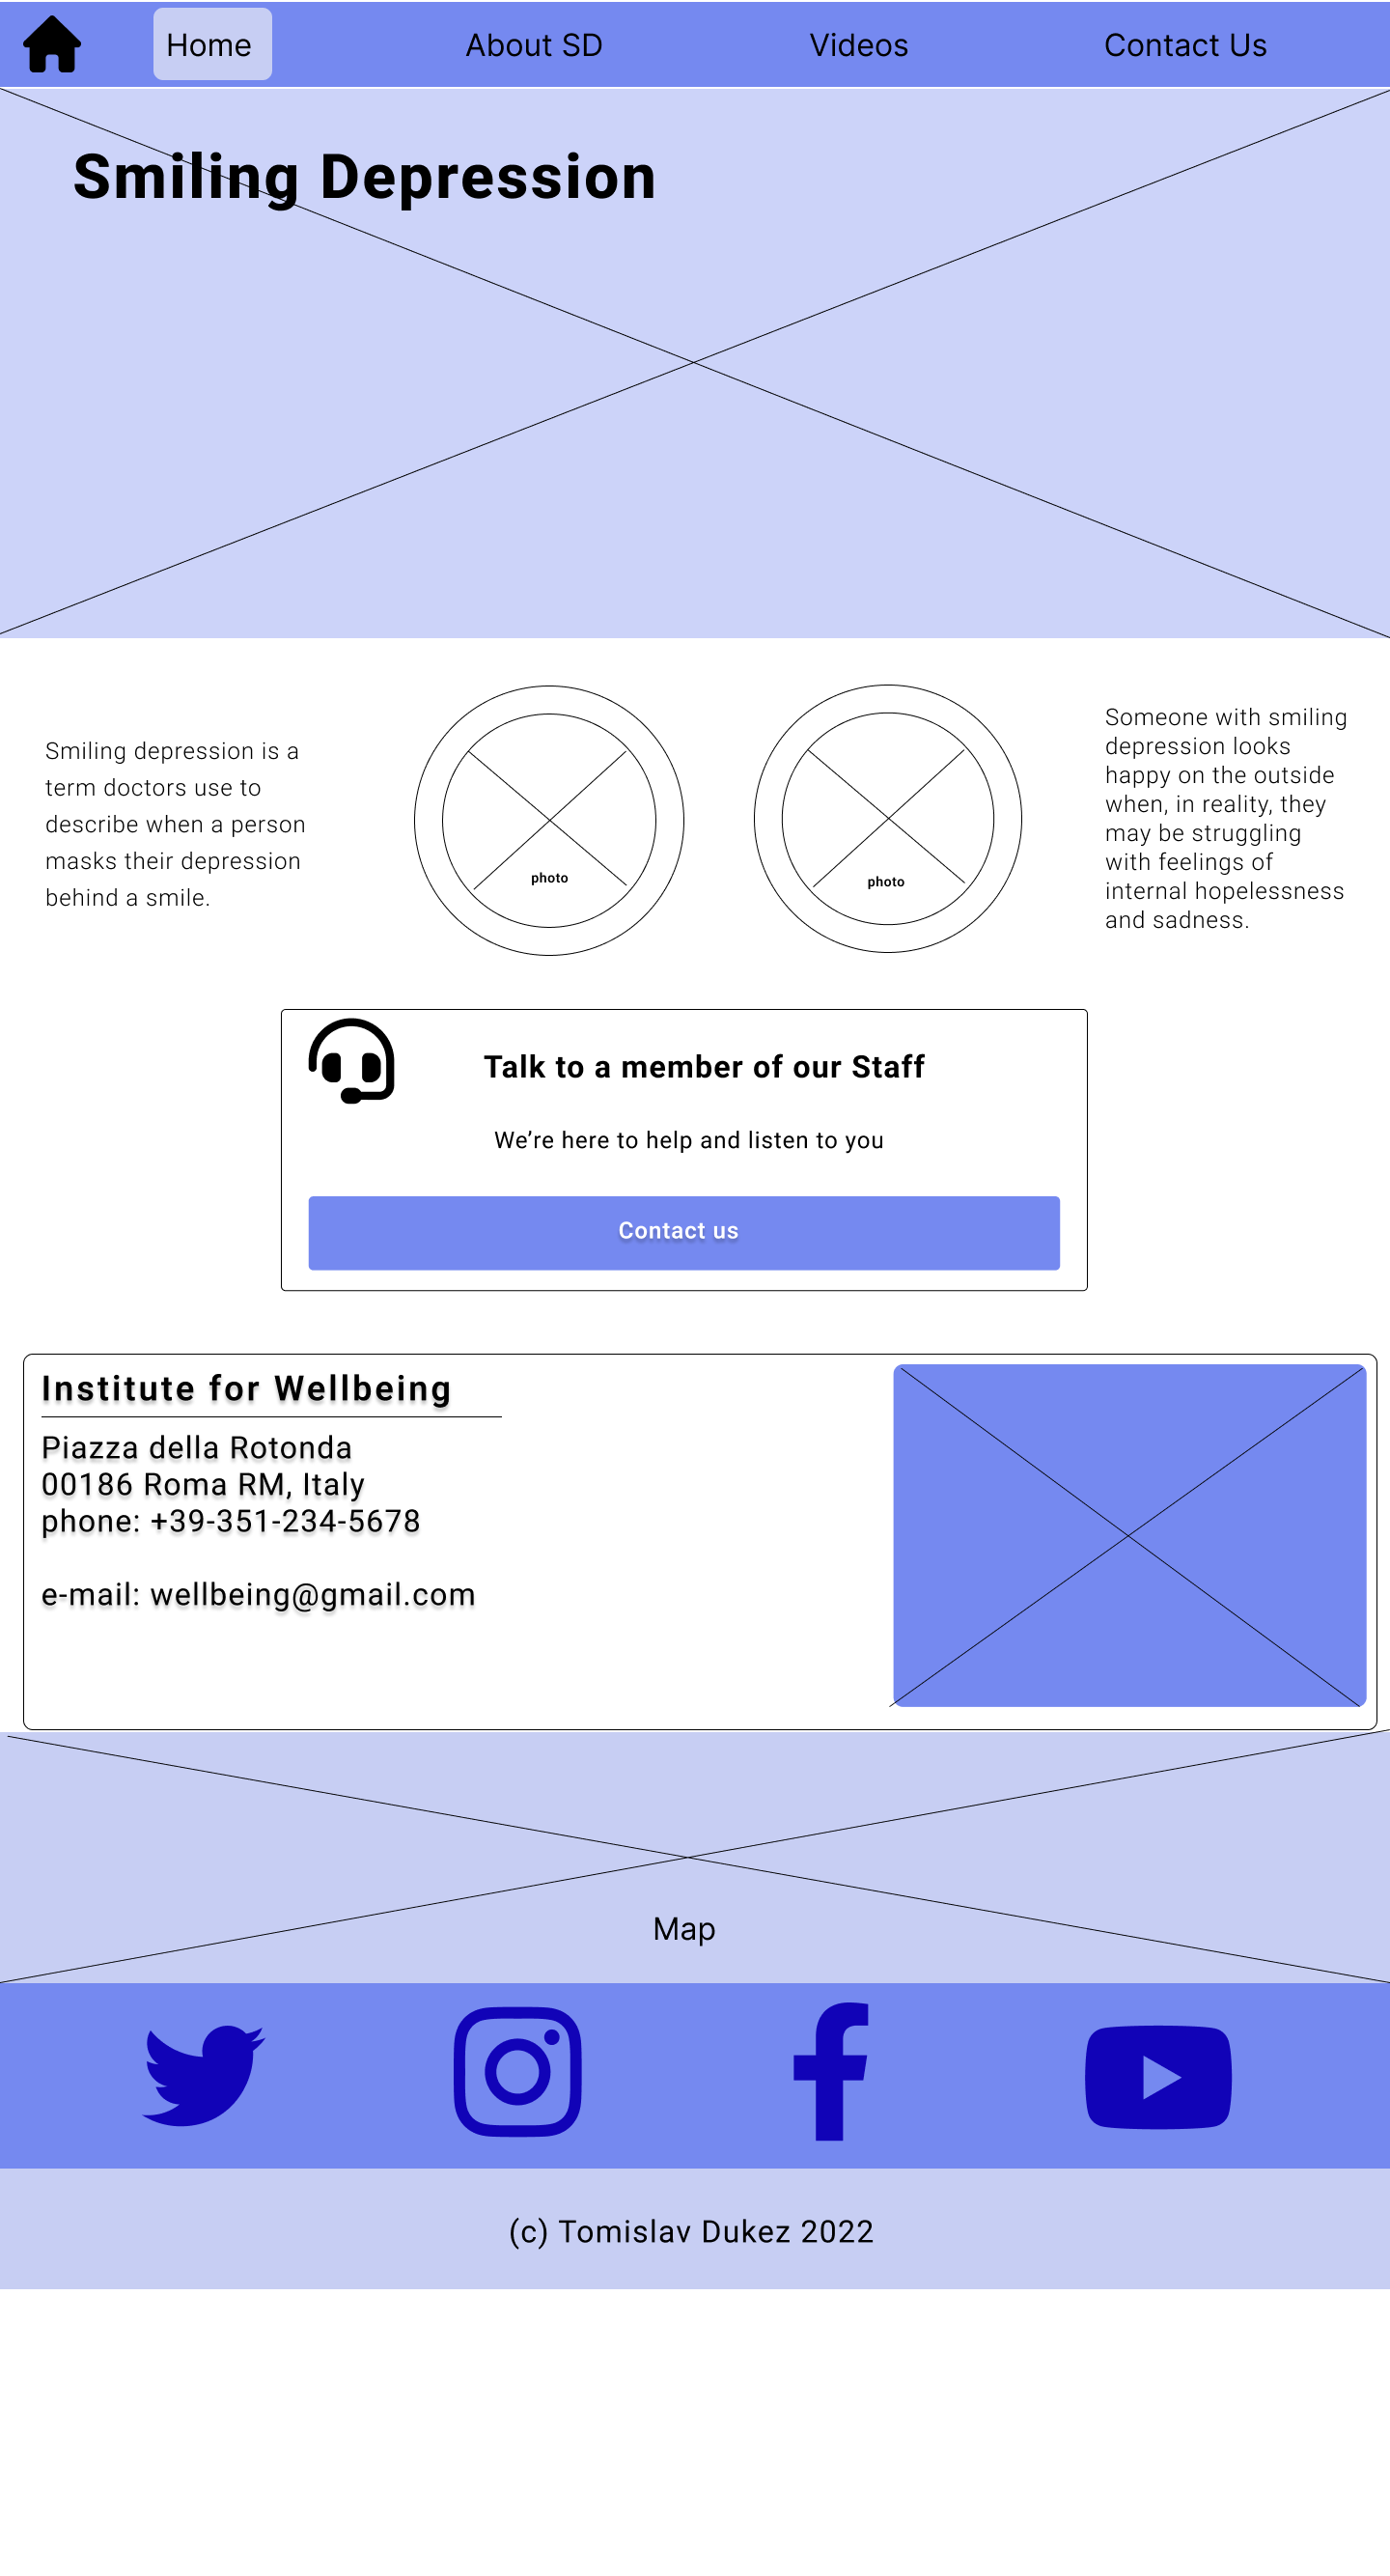 Home
About SD
Videos
Contact Us
Smiling Depression
Smiling depression is a
term doctors use to
describe when a person
masks their depression
behind a smile.
photo
photo
Someone with smiling
depression looks
happy on the outside
when, in reality, they
may be struggling
with feelings of
internal hopelessness
and sadness.
Talk to a member of our Staff
We’re here to help and listen to you
Contact us
Institute for Wellbeing
Piazza della Rotonda
00186 Roma RM, Italy
phone: +39-351-234-5678
e-mail: wellbeing@gmail.com
Map
(c) Tomislav Dukez 2022